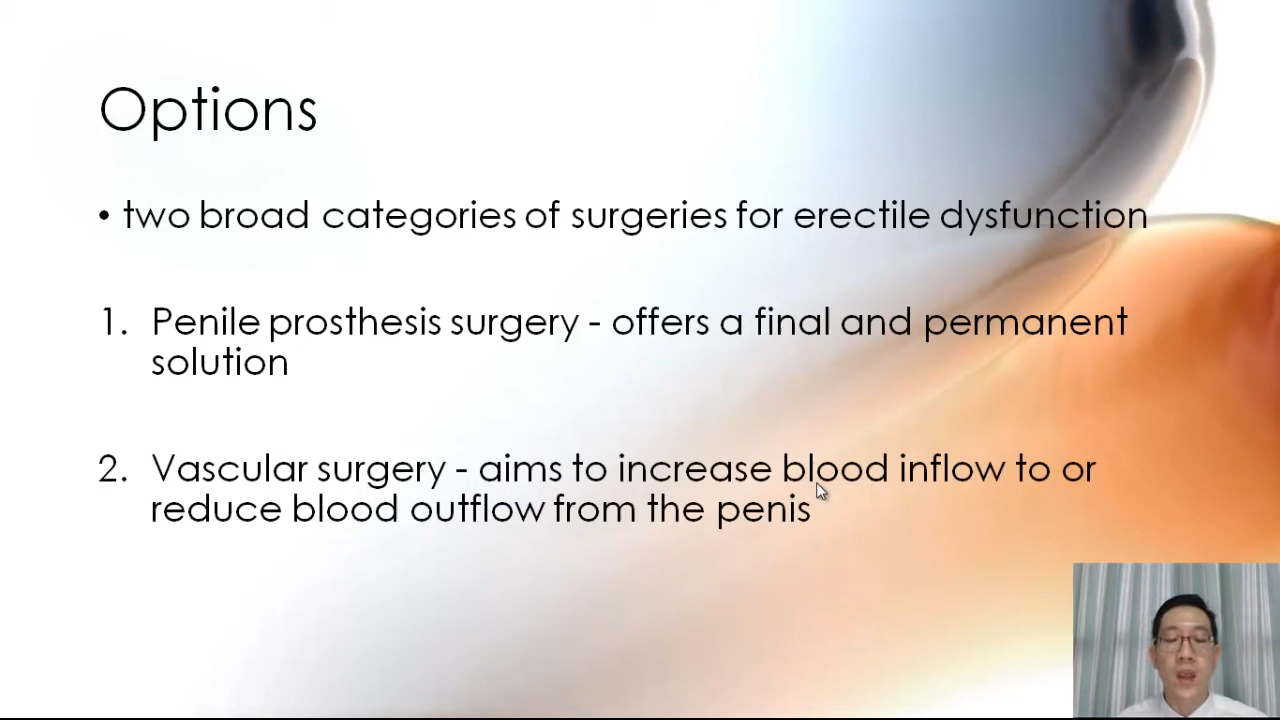 Options
• two broad categories of surgeries for erectile dysfunction
1. Penile prosthesis surgery - offers a final and permanent
solution
2. Vascular surgery - aims to increase blood inflow to or
reduce blood outflow from the penis